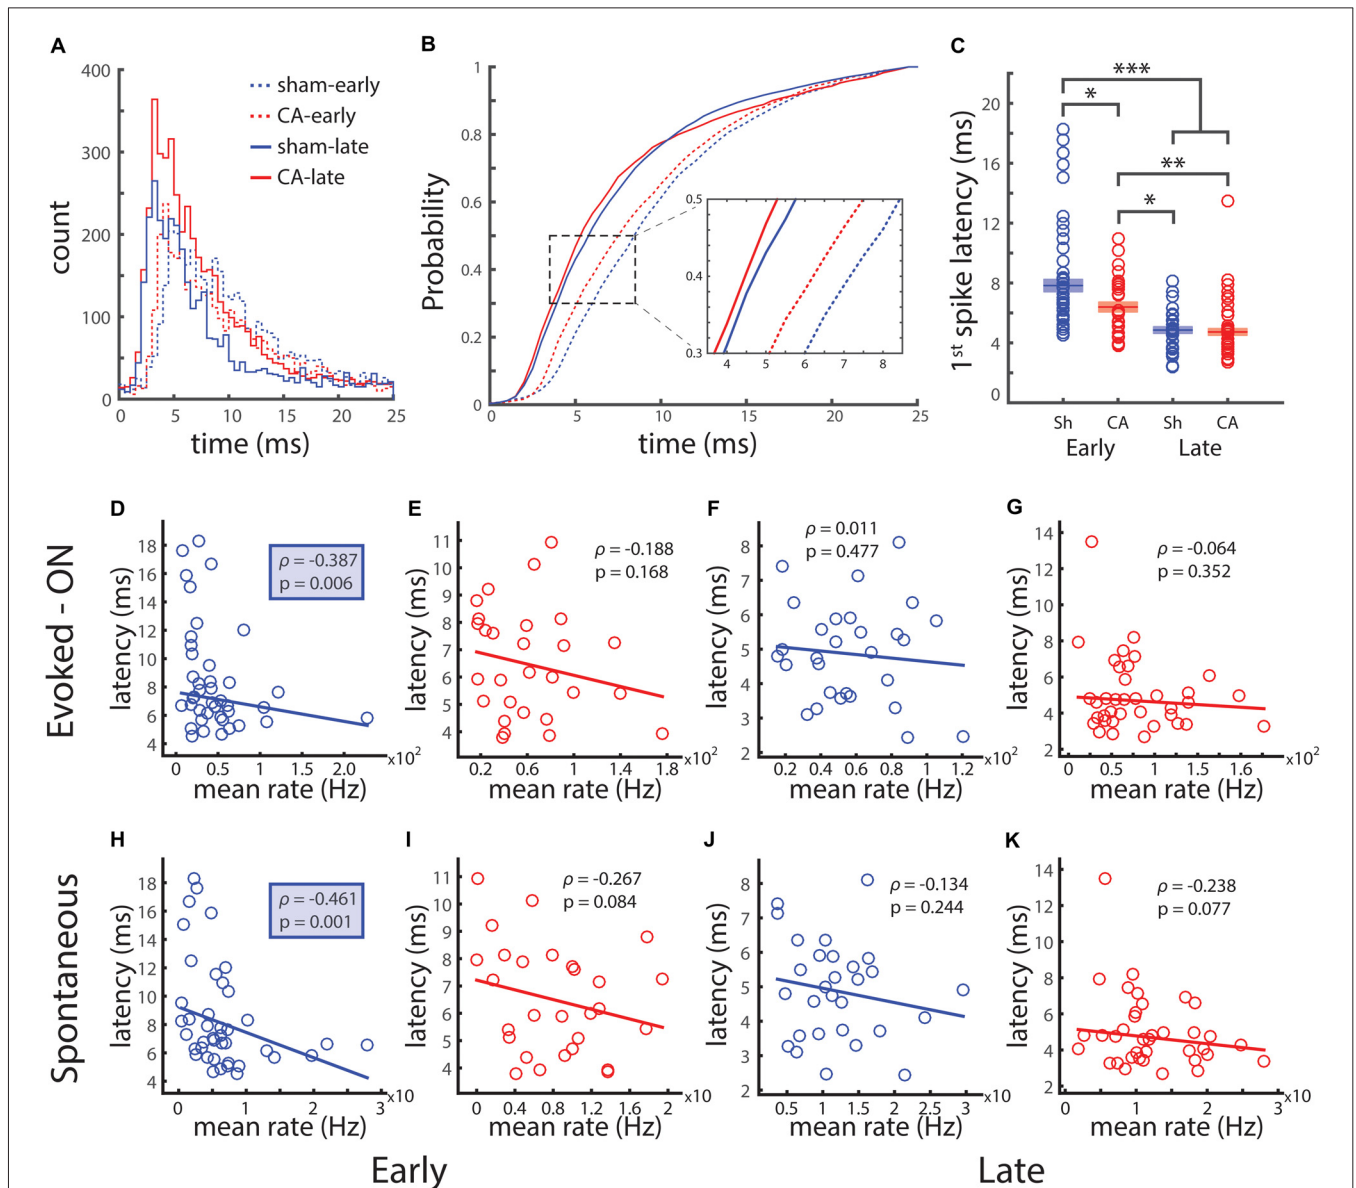 A
400
300
200
100
0
count
0 5 10 15 20 25
time (ms)
sham-early
CA-early
sham-late
CA-late
B
1
0.8
0.6
0.4
0.2
0
Probability
0 5 10 15 20 25
time (ms)
0.5
0.4
0.3
4 5 6 7 8
C
20
16
12
8
4
0
1st spike latency (ms)
***
*
**
*
Sh CA Sh CA
Early Late
Evoked - ON
D
18
16
14
12
10
8
6
4
latency (ms)
ρ = -0.387
p = 0.006
0 0.5 1.0 1.5 2.0 x10²
mean rate (Hz)
E
11
10
9
8
7
6
5
4
latency (ms)
ρ = -0.188
p = 0.168
0.2 0.6 1 1.4 1.8 x10²
mean rate (Hz)
F
8
7
6
5
4
3
2
latency (ms)
ρ = 0.011
p = 0.477
0.2 0.4 0.6 0.8 1 1.2 x10²
mean rate (Hz)
G
14
12
10
8
6
4
2
latency (ms)
ρ = -0.064
p = 0.352
0 0.5 1 1.5 1.6 x10²
mean rate (Hz)
Spontaneous
H
18
16
14
12
10
8
6
4
latency (ms)
ρ = -0.461
p = 0.001
0 1 2 3 x10
mean rate (Hz)
I
10
9
8
7
6
5
4
latency (ms)
ρ = -0.267
p = 0.084
0 0.4 0.8 1.2 1.6 2 x10
mean rate (Hz)
J
8
7
6
5
4
3
2
latency (ms)
ρ = -0.134
p = 0.244
0.5 1 1.5 2 2.5 3 x10
mean rate (Hz)
K
14
12
10
8
6
4
2
latency (ms)
ρ = -0.238
p = 0.077
0 1 2 3 x10
mean rate (Hz)
Early Late